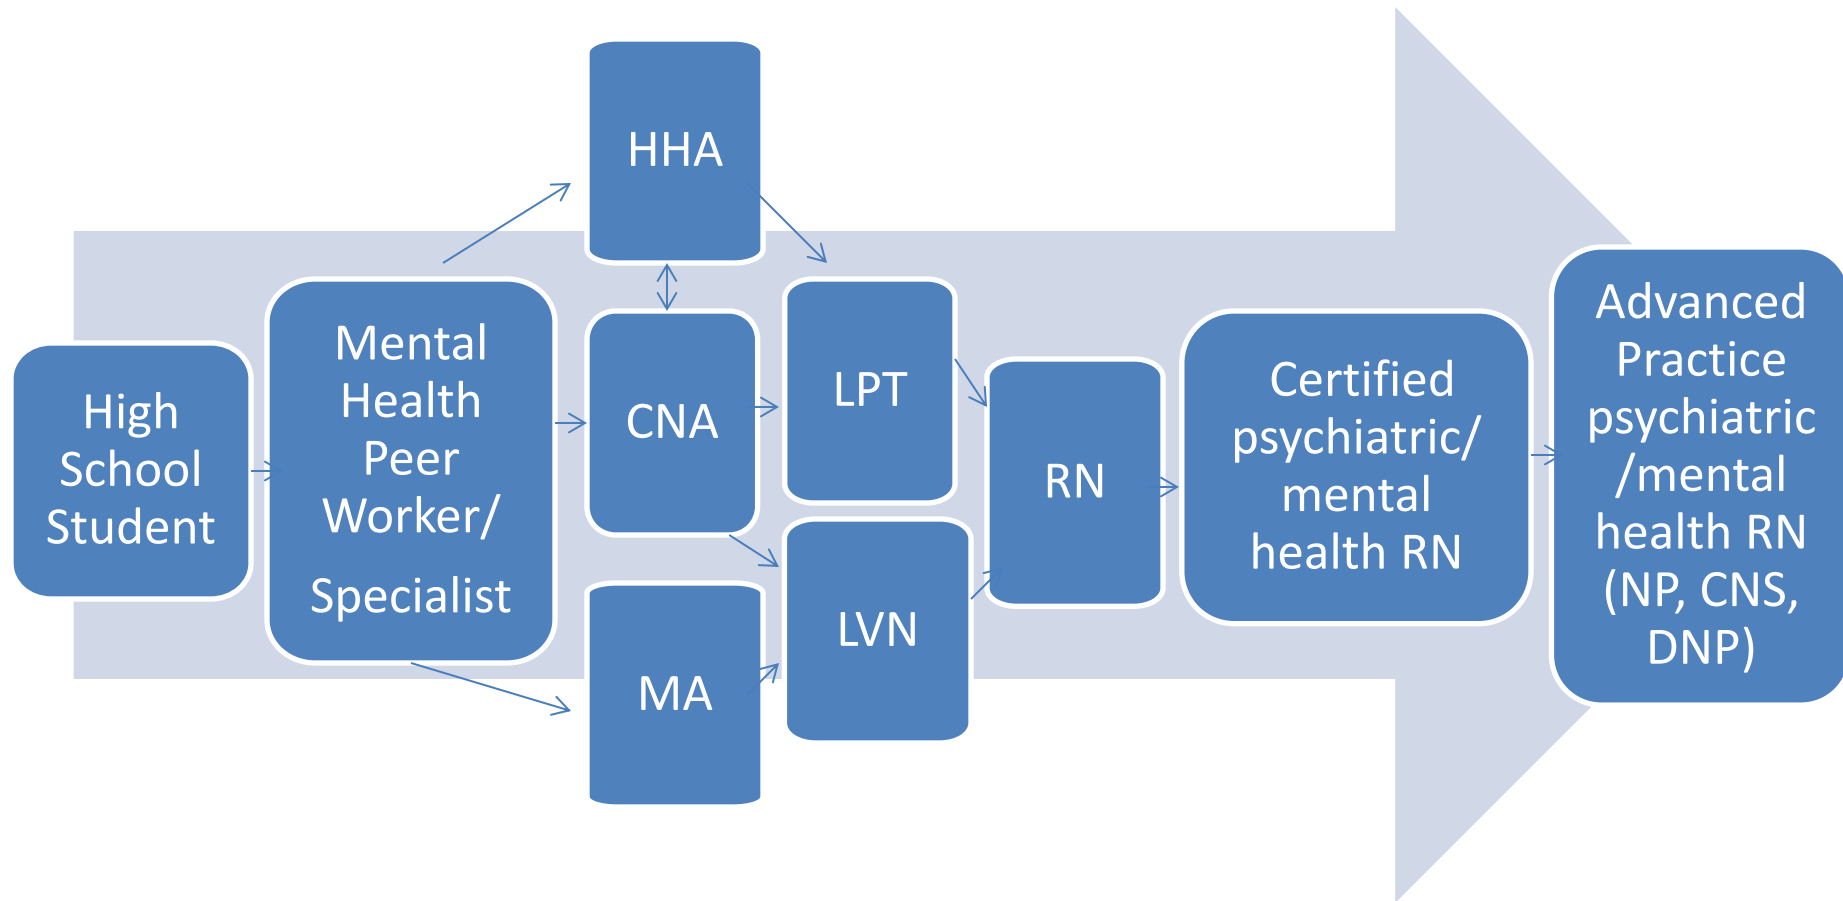 High
School
Student
Mental
Health
Peer
Worker/
Specialist
HHA
CNA
MA
LPT
LVN
RN
Certified
psychiatric/
mental
health RN
Advanced
Practice
psychiatric
/mental
health RN
(NP, CNS,
DNP)